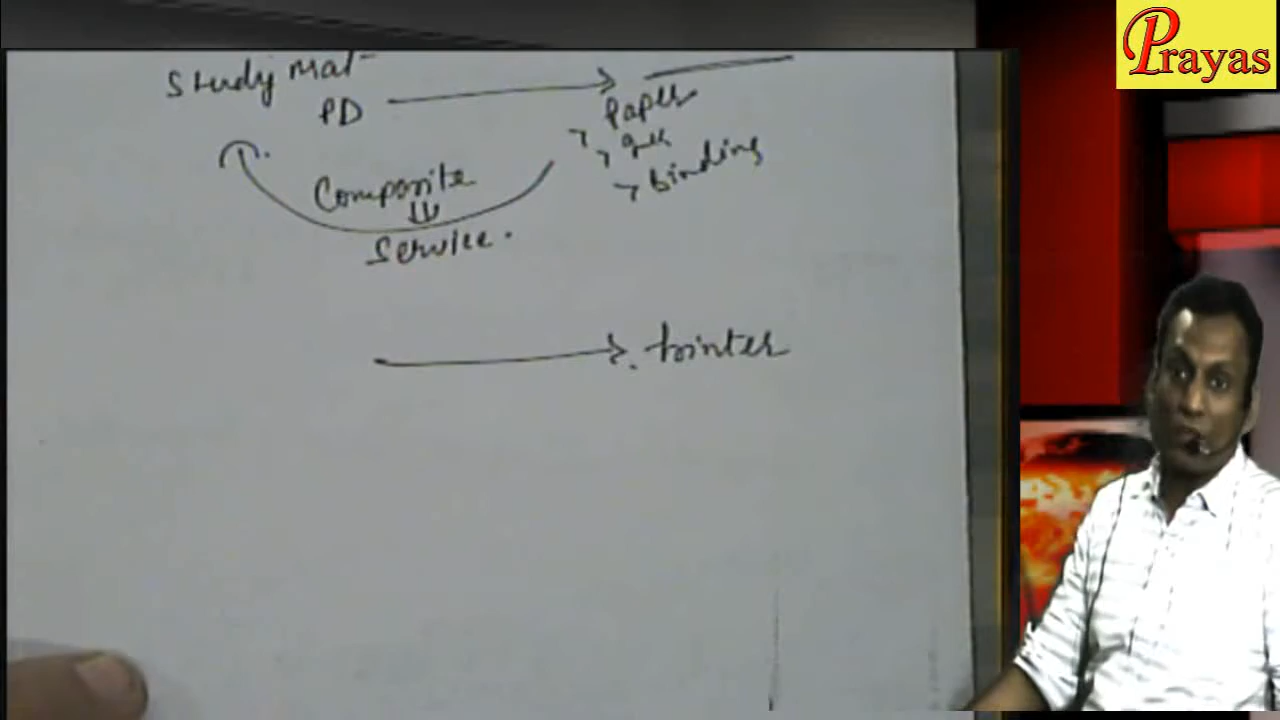 Prayas
Study Mat
PD
Paper
binding
Composite
Service.
Printer